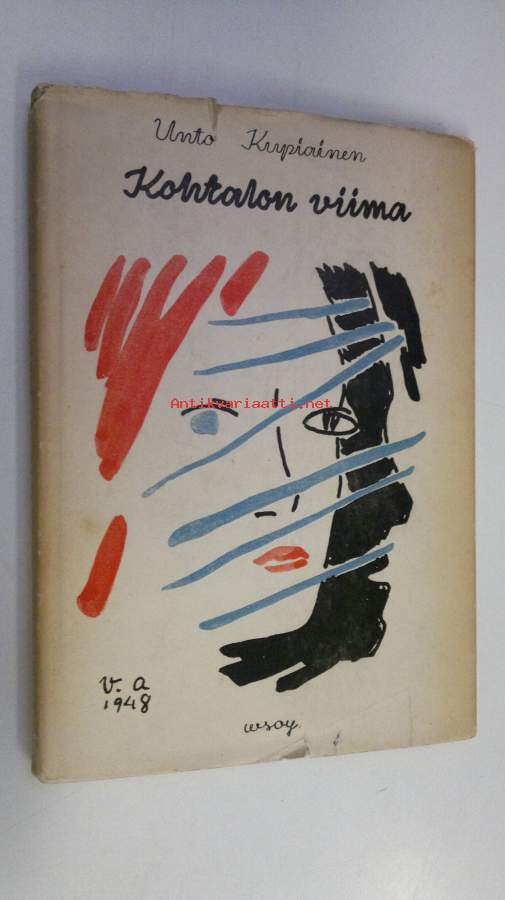 Unto Kupiainen
Kohtalon viima
Antikvariaatti.net
V. A
1948
wsoy.